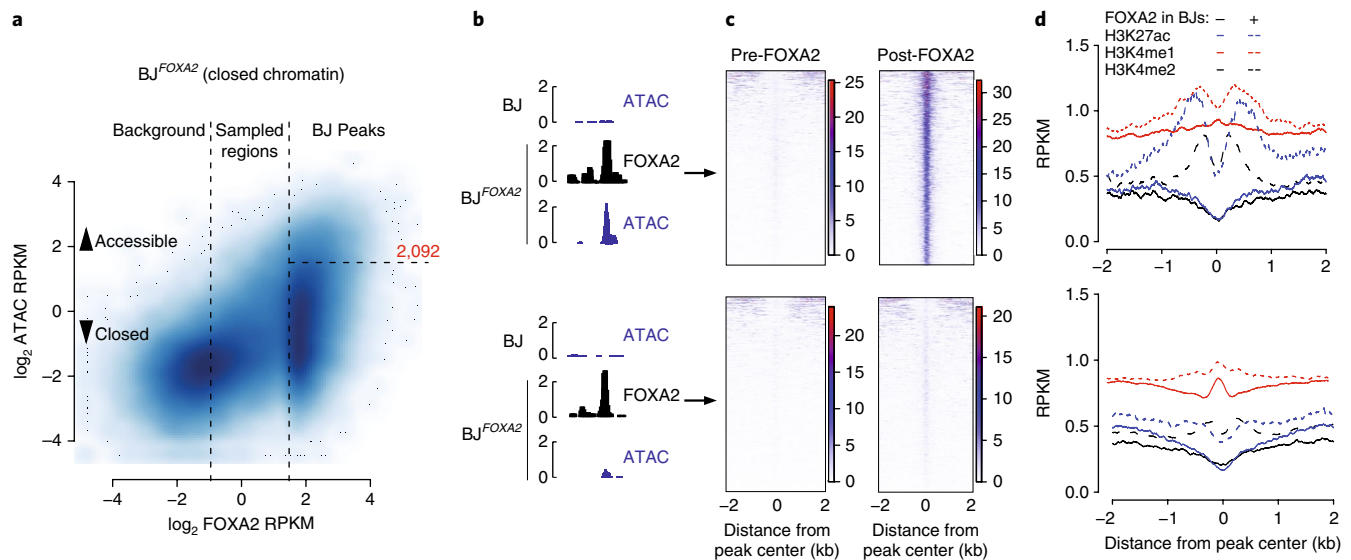 a
BJFOXA2 (closed chromatin)
Background
Sampled
regions
BJ Peaks
4
2
0
−2
−4
Accessible
Closed
2,092
log2 ATAC RPKM
−4
−2
0
2
4
log2 FOXA2 RPKM
b
BJ
2
0
ATAC
BJFOXA2
2
0
FOXA2
2
0
ATAC
BJ
2
0
ATAC
BJFOXA2
2
0
FOXA2
2
0
ATAC
c
Pre-FOXA2
Post-FOXA2
25
20
15
10
5
0
30
25
20
15
10
5
0
20
15
10
5
0
20
15
10
5
0
−2
0
2
−2
0
2
Distance from
peak center (kb)
Distance from
peak center (kb)
d
FOXA2 in BJs: − +
H3K27ac
H3K4me1
H3K4me2
1.5
1.0
0.5
0.0
RPKM
−2 −1 0 1 2
Distance from peak center (kb)
1.5
1.0
0.5
0.0
RPKM
−2 −1 0 1 2
Distance from peak center (kb)